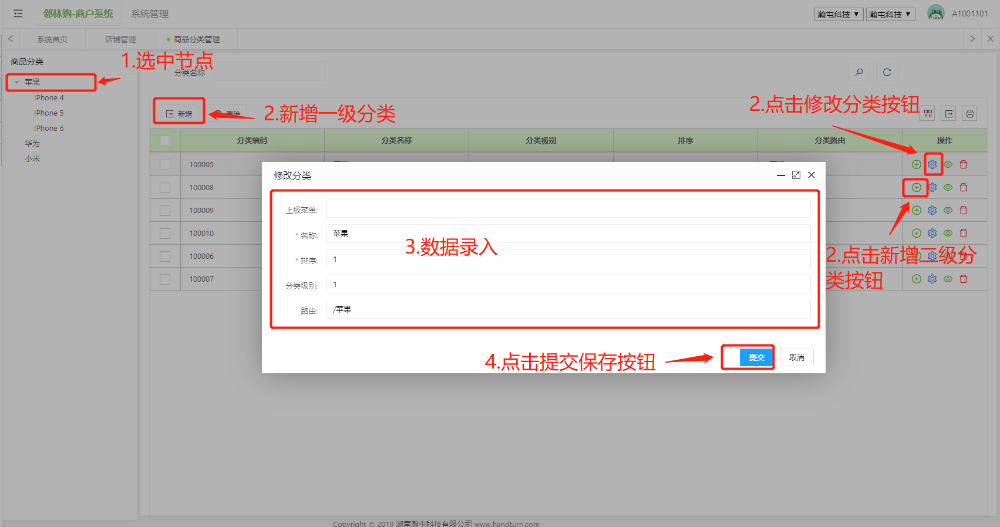 邻林购-商户系统 系统管理 瀚屯科技 瀚屯科技 A1001101
系统首页 店铺管理 商品分类管理
商品分类
1.选中节点
分类名称
苹果
IPhone 4
IPhone 5
IPhone 6
华为
小米
新增 删除
2.新增一级分类
2.点击修改分类按钮
分类编码 分类名称 分类级别 排序 分类路由 操作
100005
100008
100009
100010
100006
100007
2.点击新增二级分
类按钮
修改分类
上级菜单:
* 名称: 苹果
3.数据录入
* 排序: 1
分类级别: 1
路由: /苹果
4.点击提交保存按钮
提交 取消
Copyright © 2019 湖南瀚屯科技有限公司 www.handturn.com